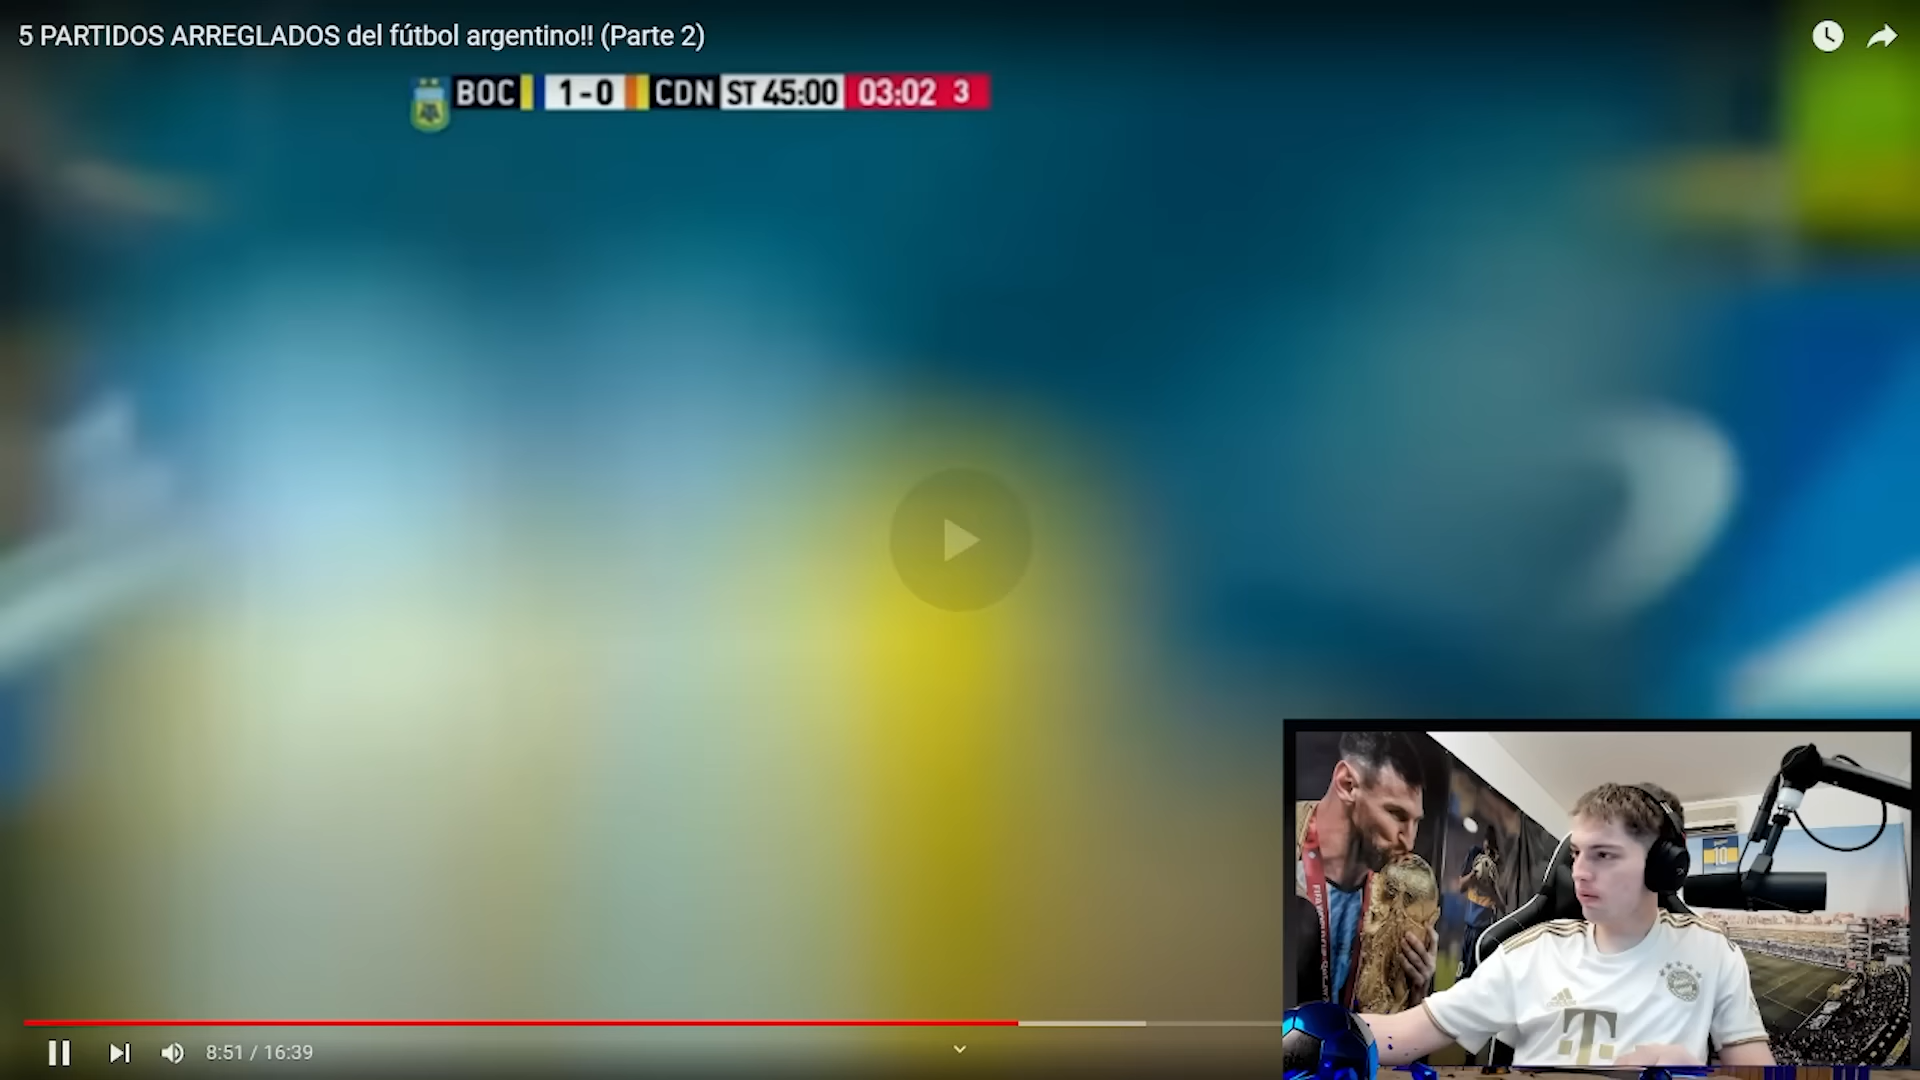 5 PARTIDOS ARREGLADOS del fútbol argentino!! (Parte 2)
BOC 1-0 CDN ST 45:00 03:02 3
8:51 / 16:39
10
T